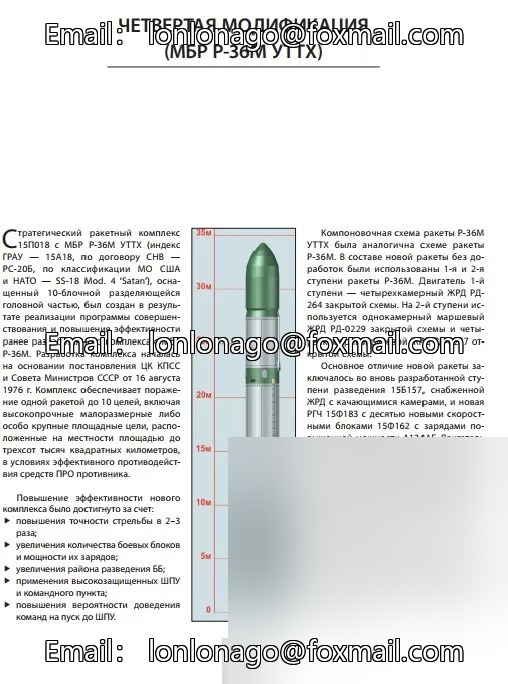 ЧЕТВЕРТАЯ МОДИФИКАЦИЯ
Email： lonlonago@foxmail.com
(МБР Р-36М УТТХ)
Стратегический ракетный комплекс
15П018 с МБР Р-36М УТТХ (индекс
ГРАУ — 15А18, по договору СНВ —
РС-20Б, по классификации МО США
и НАТО — SS-18 Mod. 4 ‘Satan’), осна-
щенный 10-блочной разделяющейся
головной частью, был создан в резуль-
тате реализации программы совершен-
ствования и повышения эффективности
ранее
Р-36М. Разработка комплекса началась
на основании постановления ЦК КПСС
и Совета Министров СССР от 16 августа
1976 г. Комплекс обеспечивает пораже-
ние одной ракетой до 10 целей, включая
высокопрочные малоразмерные либо
особо крупные площадные цели, распо-
ложенные на местности площадью до
трехсот тысяч квадратных километров,
в условиях эффективного противодейст-
вия средств ПРО противника.
Повышение эффективности нового
комплекса было достигнуто за счет:
► повышения точности стрельбы в 2–3
раза;
► увеличения количества боевых блоков
и мощности их зарядов;
► увеличения района разведения ББ;
► применения высокозащищенных ШПУ
и командного пункта;
► повышения вероятности доведения
команд на пуск до ШПУ.
35м
30м
20м
15м
10м
5м
0
Компоновочная схема ракеты Р-36М
УТТХ была аналогична схеме ракеты
Р-36М. В составе новой ракеты без до-
работок были использованы 1-я и 2-я
ступени ракеты Р-36М. Двигатель 1-й
ступени — четырехкамерный ЖРД РД-
264 закрытой схемы. На 2-й ступени ис-
пользуется однокамерный маршевый
ЖРД РД-0229 закрытой схемы и четы-
крытой схемы.
Основное отличие новой ракеты за-
ключалось во вновь разработанной сту-
пени разведения 15Б157, снабженной
ЖРД с качающимися камерами, и новая
РГЧ 15Ф183 с десятью новыми скорост-
ными блоками 15Ф162 с зарядами по-
Email： lonlonago@foxmail.com
Email： lonlonago@foxmail.com